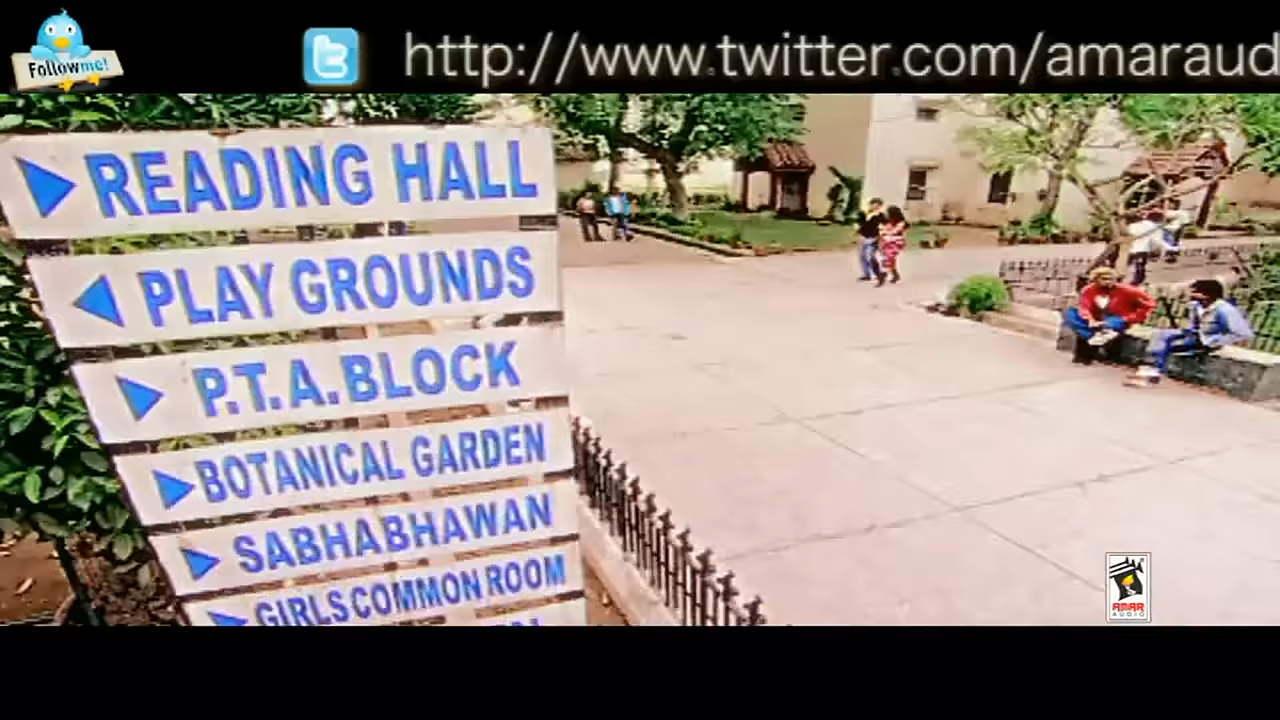 Follow me!
http://www.twitter.com/amaraud
READING HALL
PLAY GROUNDS
P.T.A. BLOCK
BOTANICAL GARDEN
SABHABHAWAN
GIRLS COMMON ROOM
AMAR
AUDIO